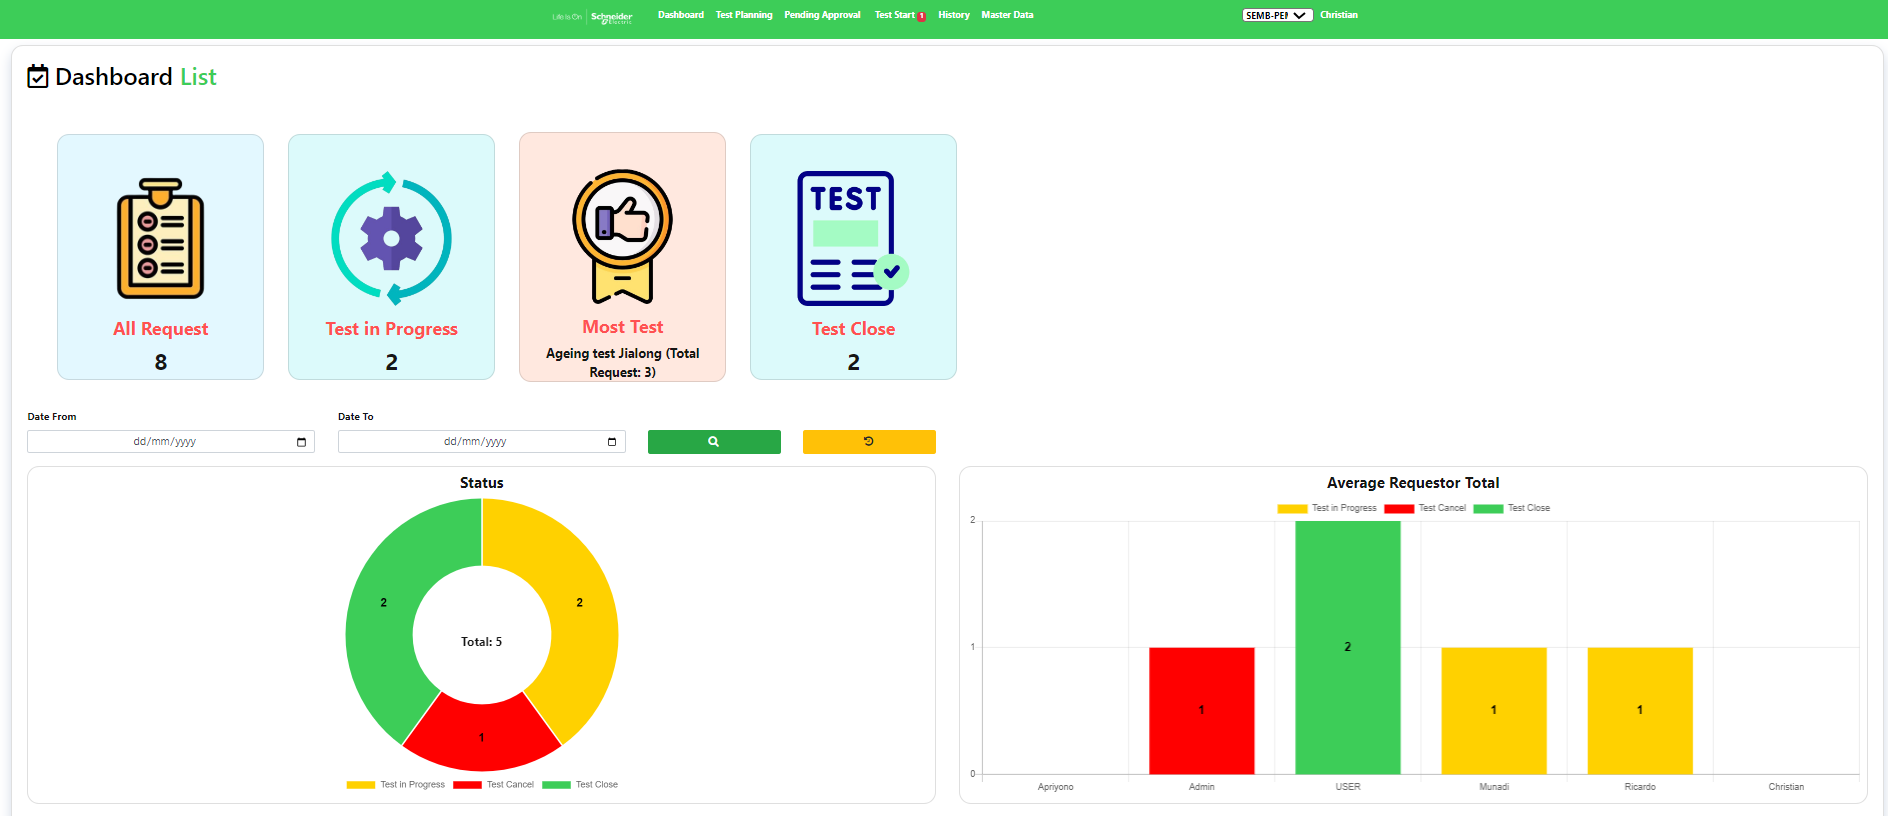 Life Is On | Schneider Electric
Dashboard Test Planning Pending Approval Test Start 1 History Master Data
Christian
Dashboard List
TEST
All Request
8
Test in Progress
2
Most Test
Ageing test Jialong (Total
Request: 3)
Test Close
2
Date From
dd/mm/yyyy
Date To
dd/mm/yyyy
Status
2
2
Total: 5
1
Test in Progress Test Cancel Test Close
Average Requestor Total
Test in Progress Test Cancel Test Close
2
1
0
1
2
1
1
Apriyono Admin USER Munadi Ricardo Christian